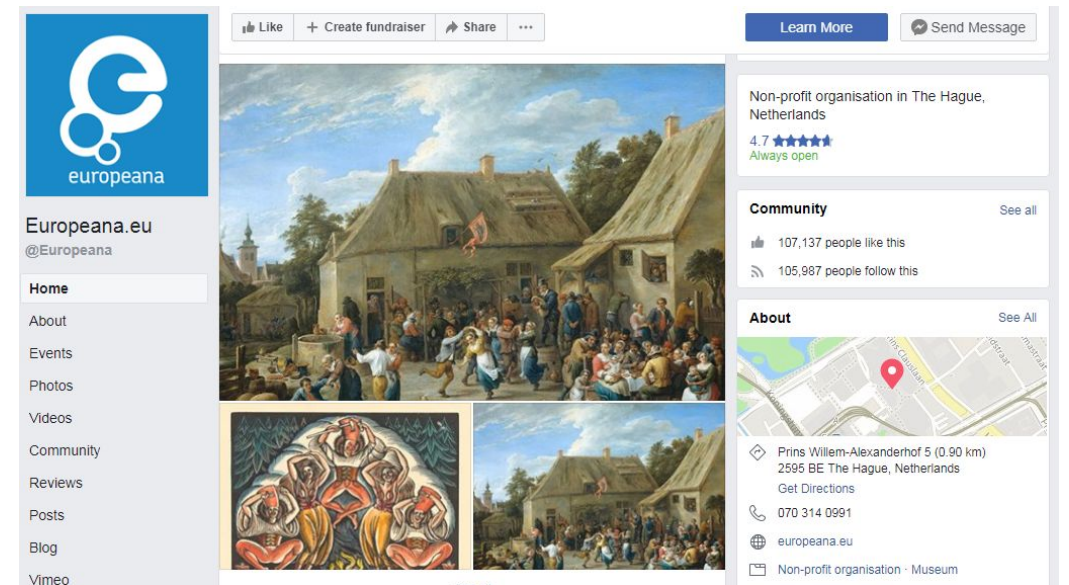 europeana
Europeana.eu
@Europeana
Home
About
Events
Photos
Videos
Community
Reviews
Posts
Blog
Vimeo
Like
Create fundraiser
Share
Learn More
Send Message
Non-profit organisation in The Hague,
Netherlands
4.7
Always open
Community
See all
107,137 people like this
105,987 people follow this
About
See All
Prins Clauslaan
Prins Willem-Alexanderhof 5 (0.90 km)
2595 BE The Hague, Netherlands
Get Directions
070 314 0991
europeana.eu
Non-profit organisation · Museum